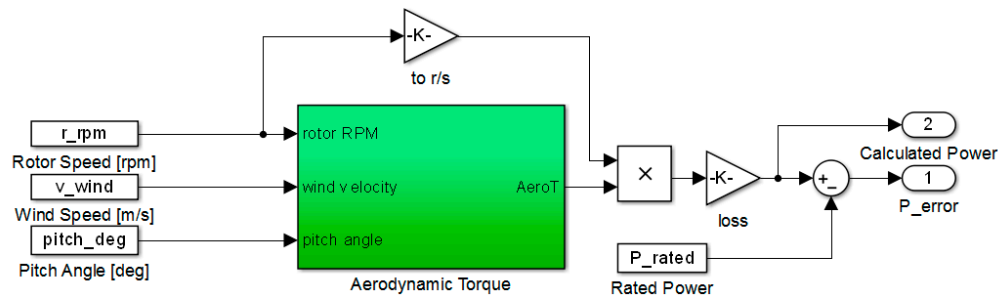 -K-
to r/s
r_rpm
rotor RPM
Rotor Speed [rpm]
v_wind
wind velocity
AeroT
×
-K-
2
Calculated Power
Wind Speed [m/s]
+_
1
loss
P_error
pitch_deg
pitch angle
Pitch Angle [deg]
P_rated
Aerodynamic Torque
Rated Power